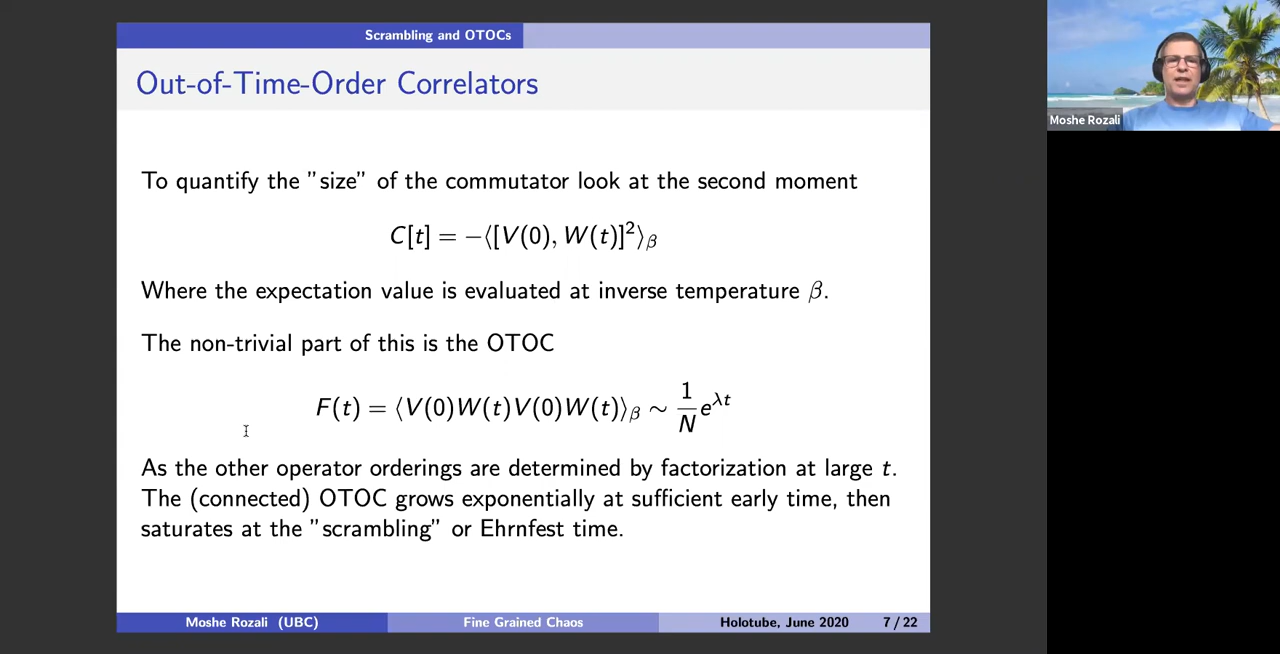 Scrambling and OTOCs
Out-of-Time-Order Correlators
To quantify the "size" of the commutator look at the second moment
C[t] = −⟨[V(0), W(t)]²⟩β
Where the expectation value is evaluated at inverse temperature β.
The non-trivial part of this is the OTOC
F(t) = ⟨V(0)W(t)V(0)W(t)⟩β ∼ 1/N e^λt
As the other operator orderings are determined by factorization at large t.
The (connected) OTOC grows exponentially at sufficient early time, then
saturates at the "scrambling" or Ehrnfest time.
Moshe Rozali (UBC) Fine Grained Chaos Holotube, June 2020 7 / 22
Moshe Rozali